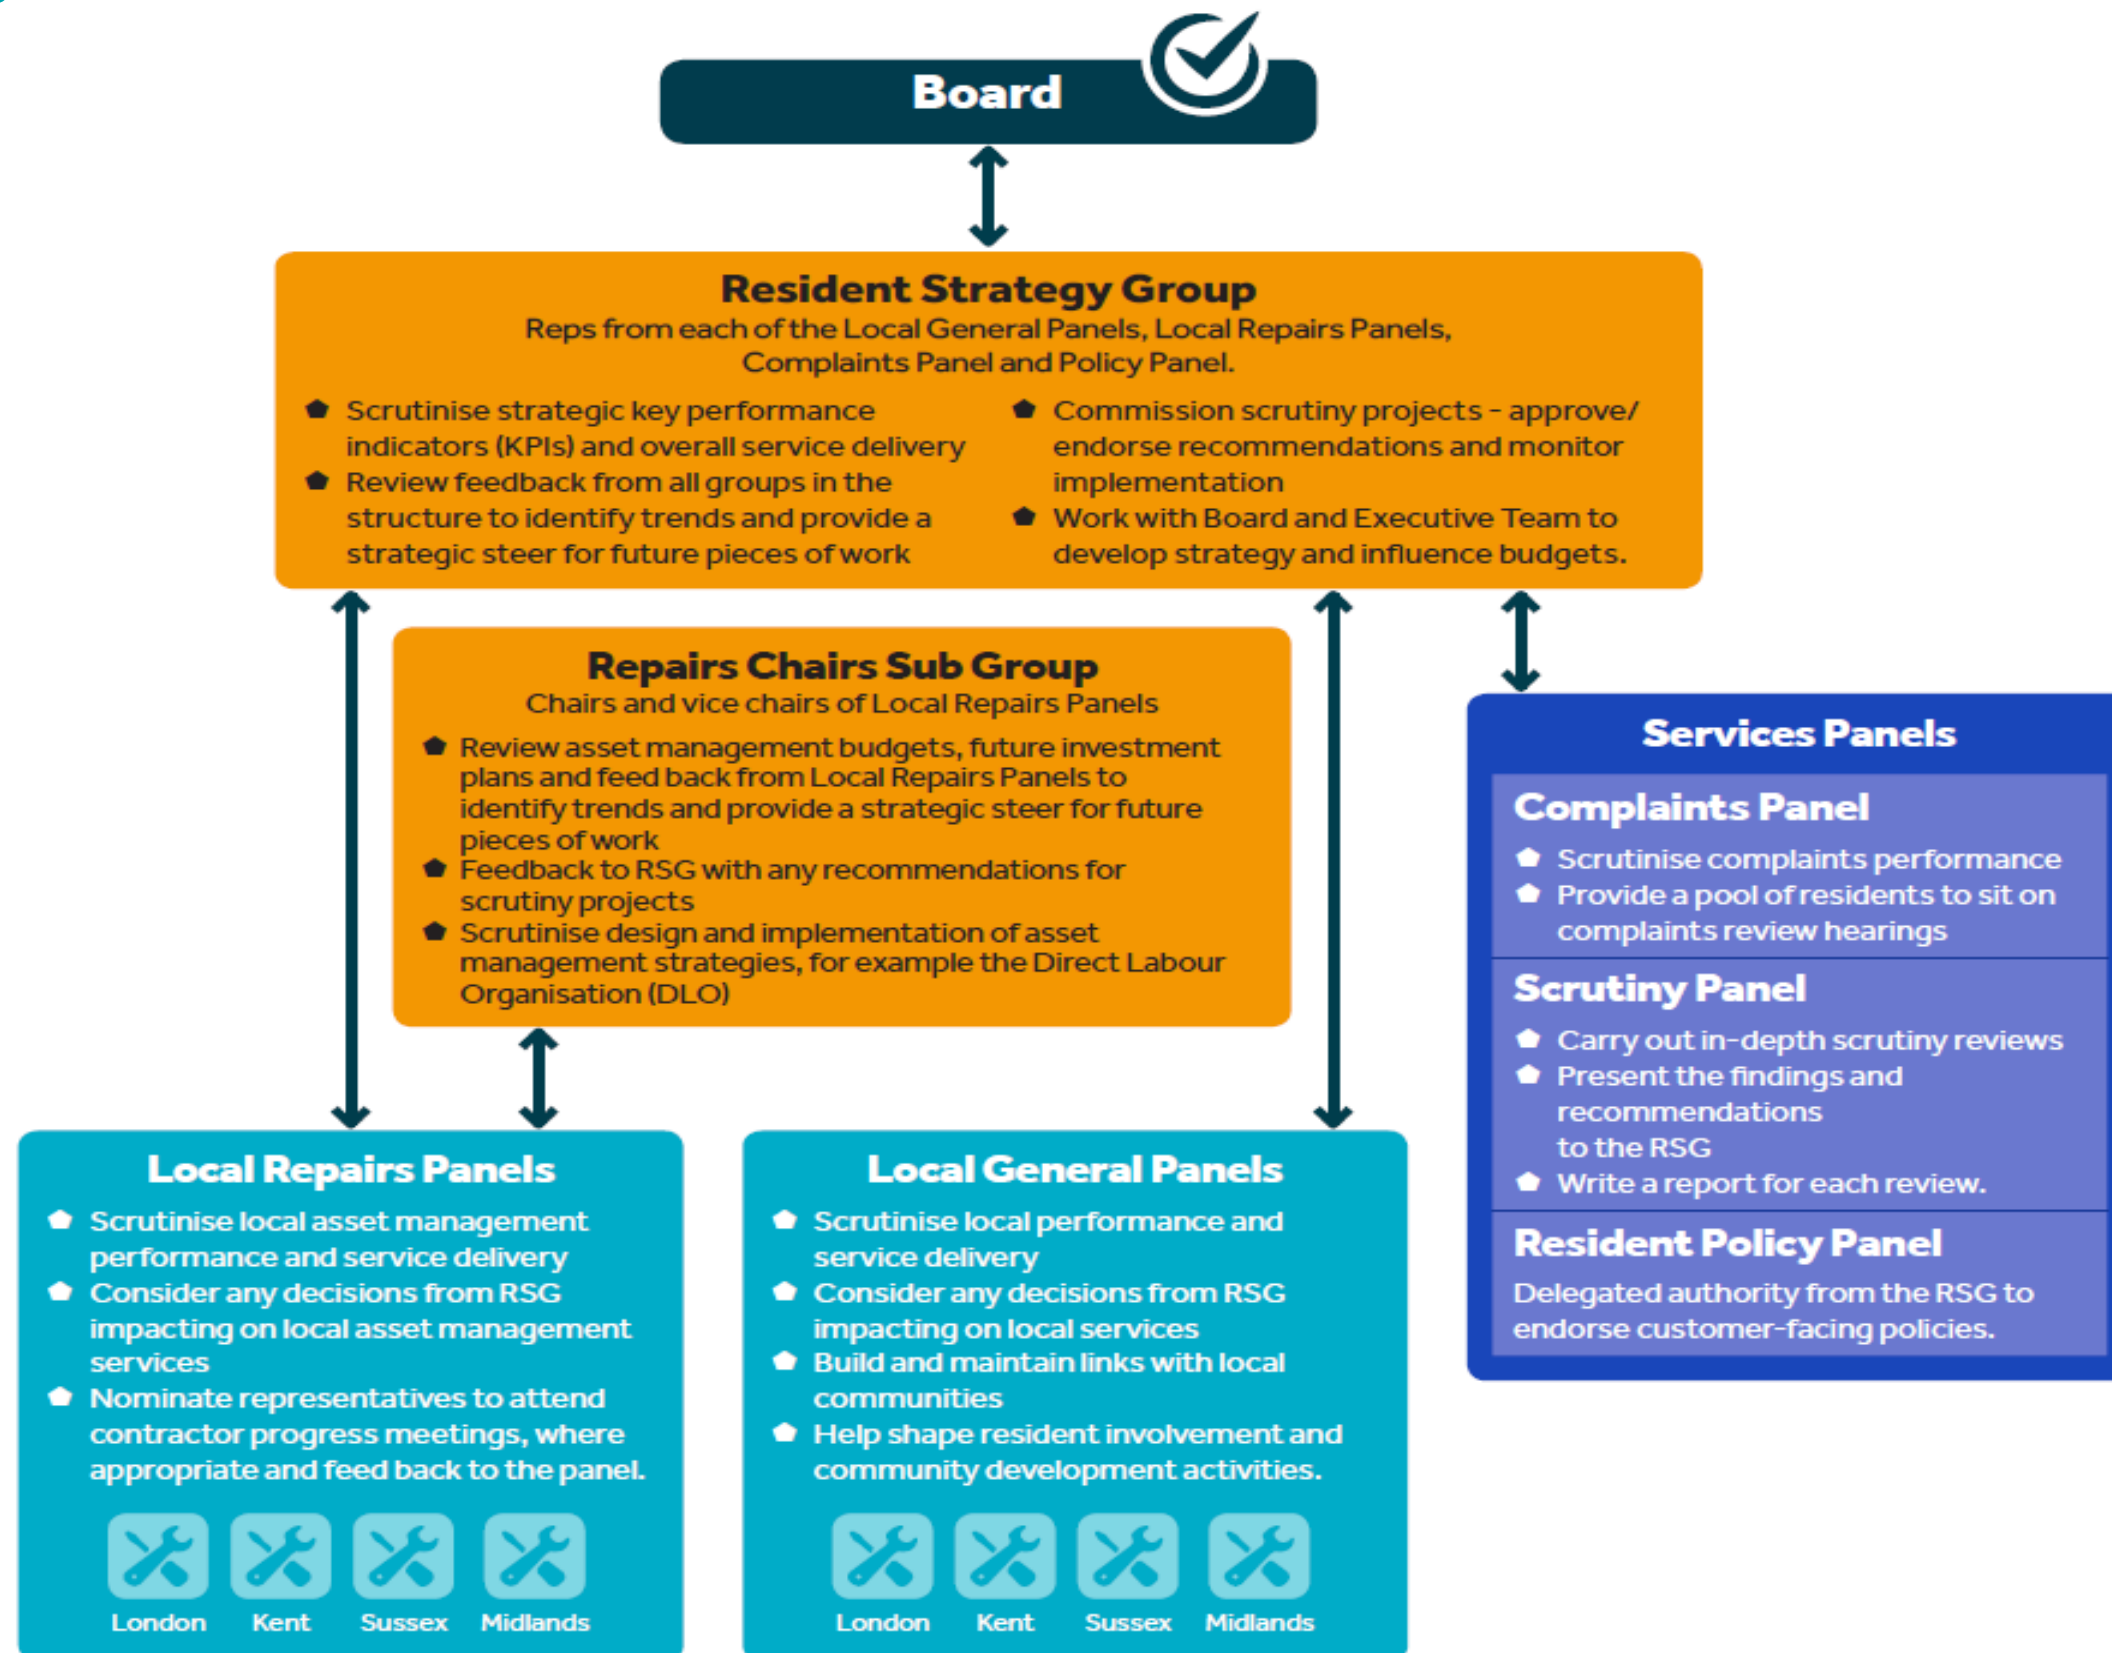 Board
Resident Strategy Group
Reps from each of the Local General Panels, Local Repairs Panels,
Complaints Panel and Policy Panel.
Scrutinise strategic key performance
indicators (KPIs) and overall service delivery
Review feedback from all groups in the
structure to identify trends and provide a
strategic steer for future pieces of work
Commission scrutiny projects - approve/
endorse recommendations and monitor
implementation
Work with Board and Executive Team to
develop strategy and influence budgets.
Repairs Chairs Sub Group
Chairs and vice chairs of Local Repairs Panels
Review asset management budgets, future investment
plans and feed back from Local Repairs Panels to
identify trends and provide a strategic steer for future
pieces of work
Feedback to RSG with any recommendations for
scrutiny projects
Scrutinise design and implementation of asset
management strategies, for example the Direct Labour
Organisation (DLO)
Services Panels
Complaints Panel
Scrutinise complaints performance
Provide a pool of residents to sit on
complaints review hearings
Scrutiny Panel
Carry out in-depth scrutiny reviews
Present the findings and
recommendations
to the RSG
Write a report for each review.
Resident Policy Panel
Delegated authority from the RSG to
endorse customer-facing policies.
Local Repairs Panels
Scrutinise local asset management
performance and service delivery
Consider any decisions from RSG
impacting on local asset management
services
Nominate representatives to attend
contractor progress meetings, where
appropriate and feed back to the panel.
London Kent Sussex Midlands
Local General Panels
Scrutinise local performance and
service delivery
Consider any decisions from RSG
impacting on local services
Build and maintain links with local
communities
Help shape resident involvement and
community development activities.
London Kent Sussex Midlands